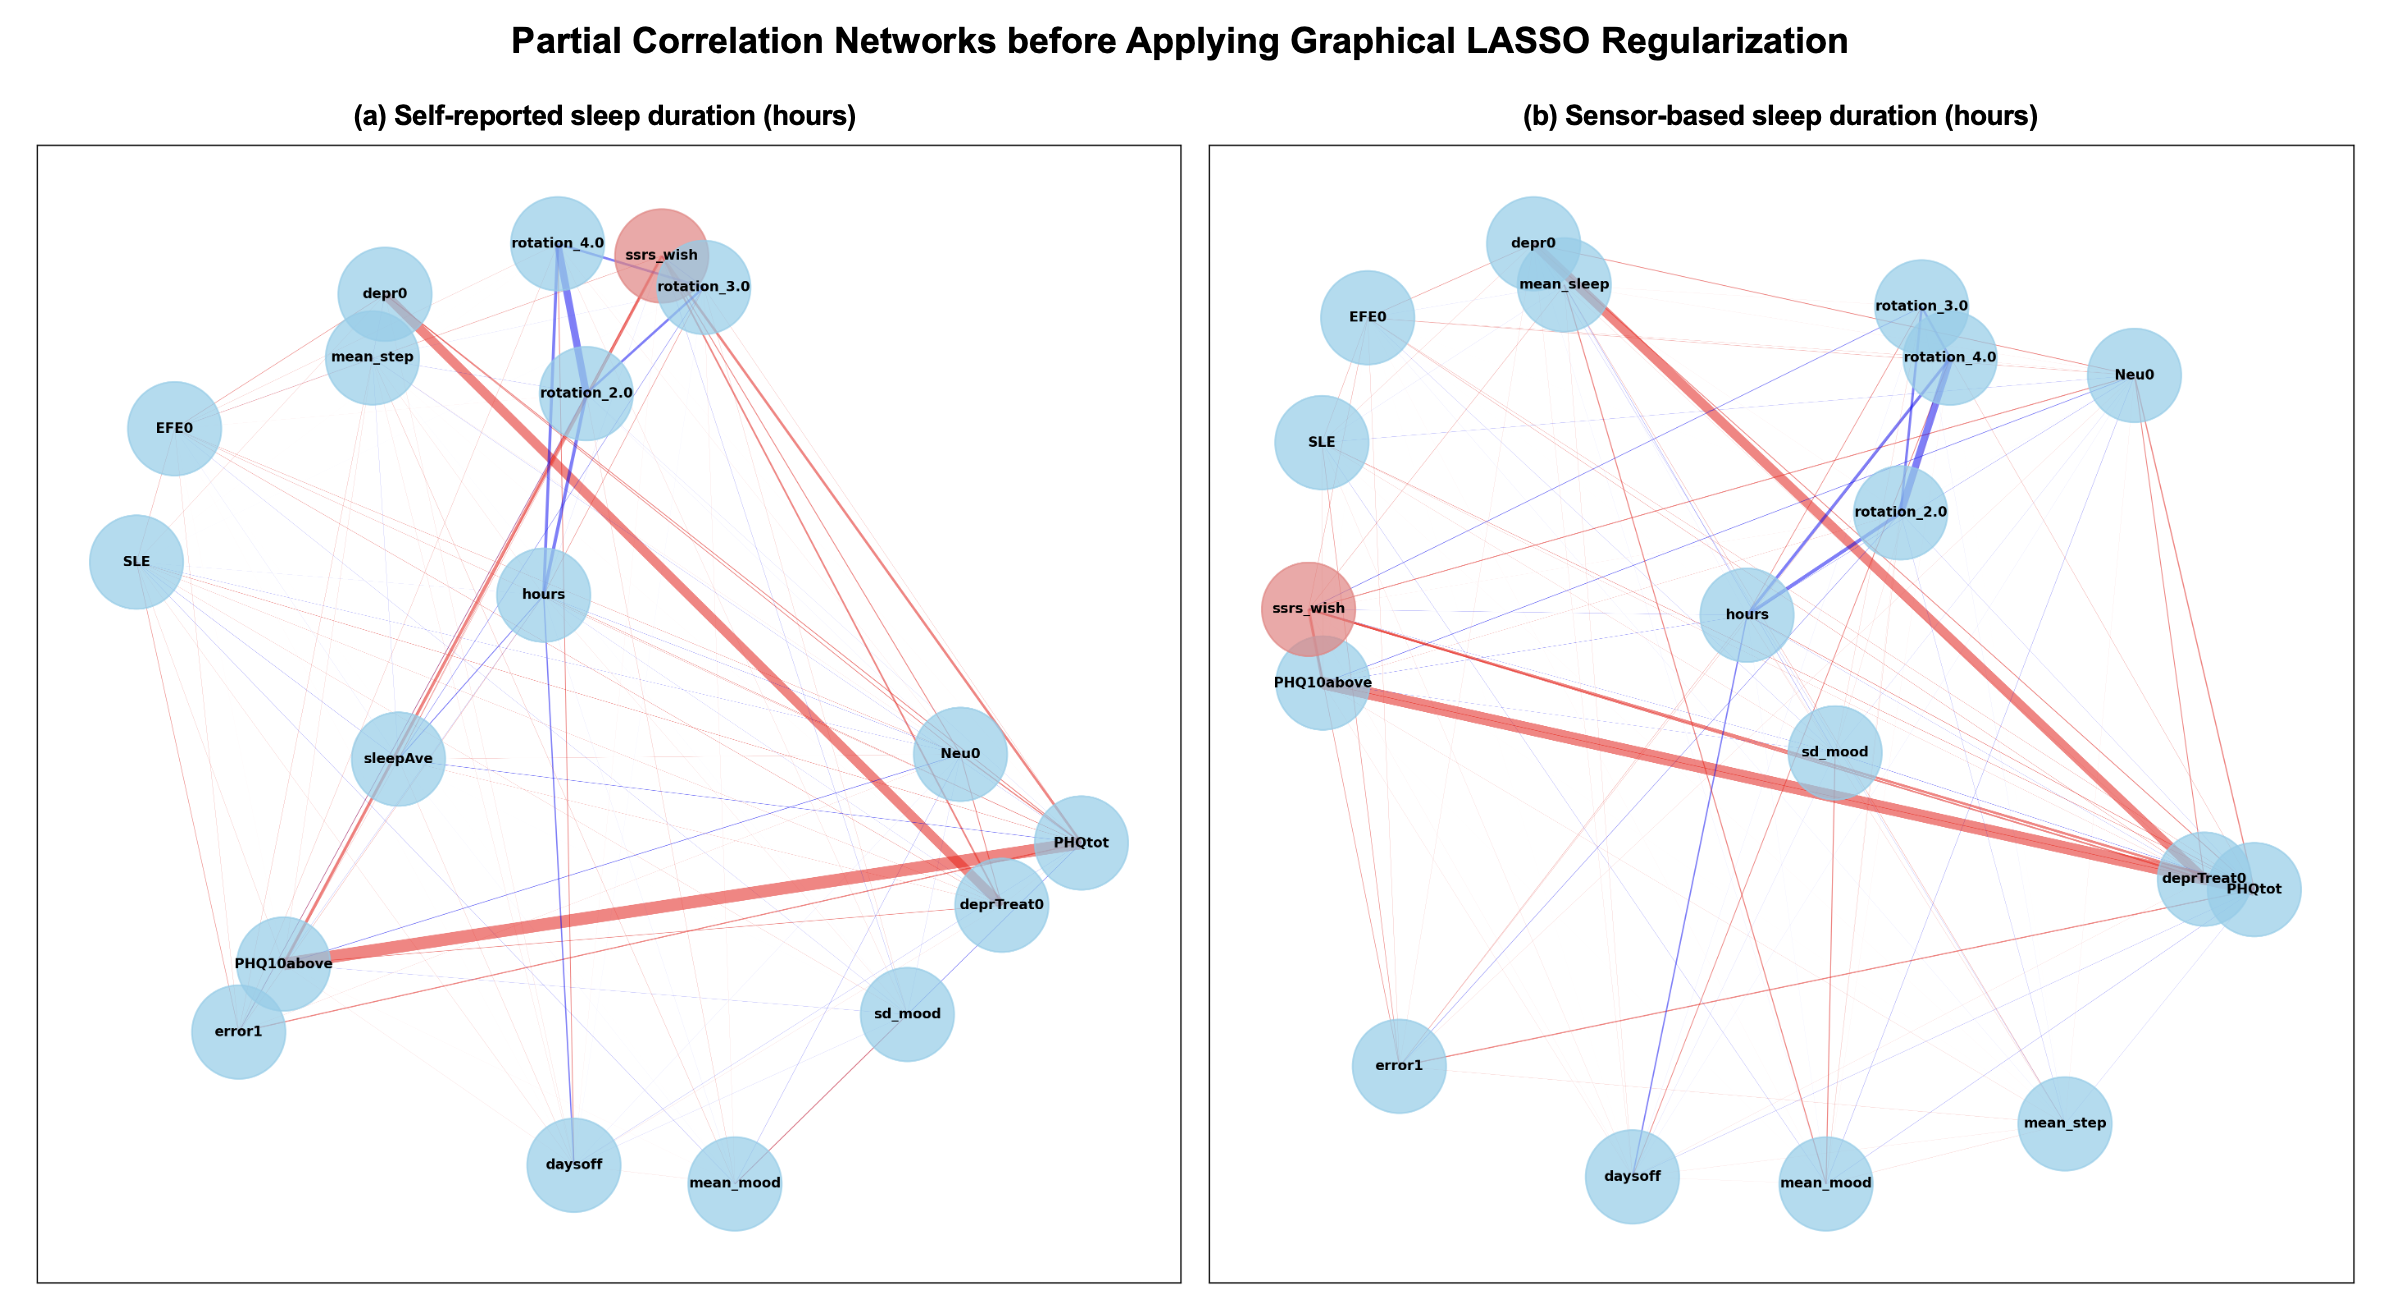 Partial Correlation Networks before Applying Graphical LASSO Regularization
(a) Self-reported sleep duration (hours)
rotation_4.0
ssrs_wish
rotation_3.0
depr0
mean_step
rotation_2.0
EFE0
SLE
hours
sleepAve
Neu0
PHQtot
deprTreat0
PHQ10above
sd_mood
error1
daysoff
mean_mood
(b) Sensor-based sleep duration (hours)
depr0
mean_sleep
rotation_3.0
EFE0
rotation_4.0
Neu0
SLE
rotation_2.0
ssrs_wish
hours
PHQ10above
sd_mood
deprTreat0
PHQtot
error1
mean_step
daysoff
mean_mood